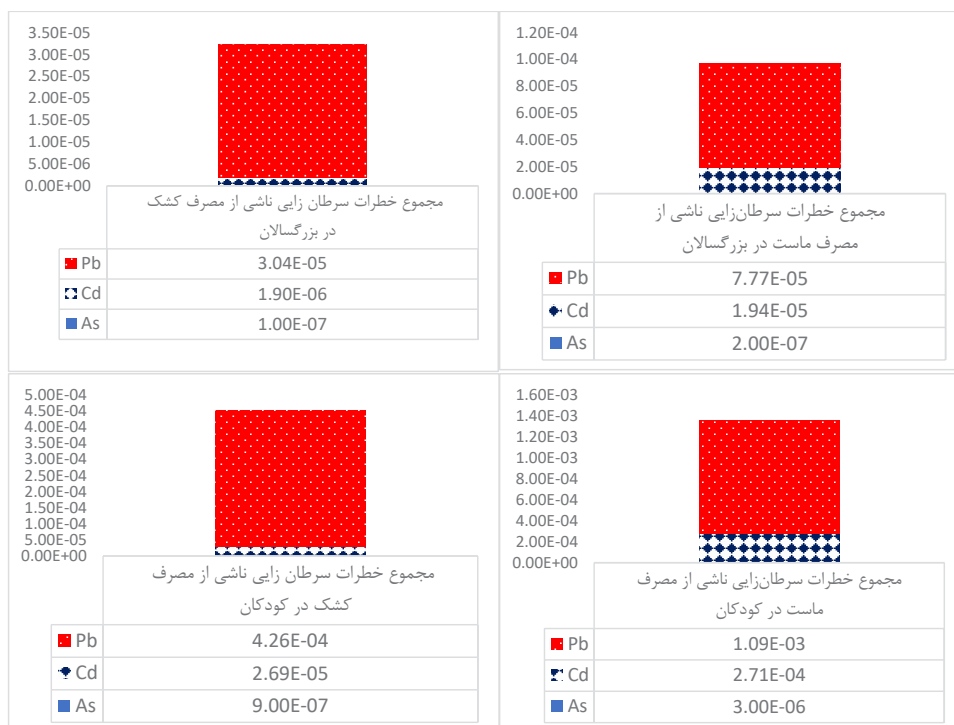 3.50E-05
3.00E-05
2.50E-05
2.00E-05
1.50E-05
1.00E-05
5.00E-06
0.00E+00
مجموع خطرات سرطان زایی ناشی از مصرف کشک
در بزرگسالان
Pb 3.04E-05
Cd 1.90E-06
As 1.00E-07
1.20E-04
1.00E-04
8.00E-05
6.00E-05
4.00E-05
2.00E-05
0.00E+00
مجموع خطرات سرطان‌زایی ناشی از
مصرف ماست در بزرگسالان
Pb 7.77E-05
Cd 1.94E-05
As 2.00E-07
5.00E-04
4.50E-04
4.00E-04
3.50E-04
3.00E-04
2.50E-04
2.00E-04
1.50E-04
1.00E-04
5.00E-05
0.00E+00
مجموع خطرات سرطان زایی ناشی از مصرف
کشک در کودکان
Pb 4.26E-04
Cd 2.69E-05
As 9.00E-07
1.60E-03
1.40E-03
1.20E-03
1.00E-03
8.00E-04
6.00E-04
4.00E-04
2.00E-04
0.00E+00
مجموع خطرات سرطان‌زایی ناشی از مصرف
ماست در کودکان
Pb 1.09E-03
Cd 2.71E-04
As 3.00E-06